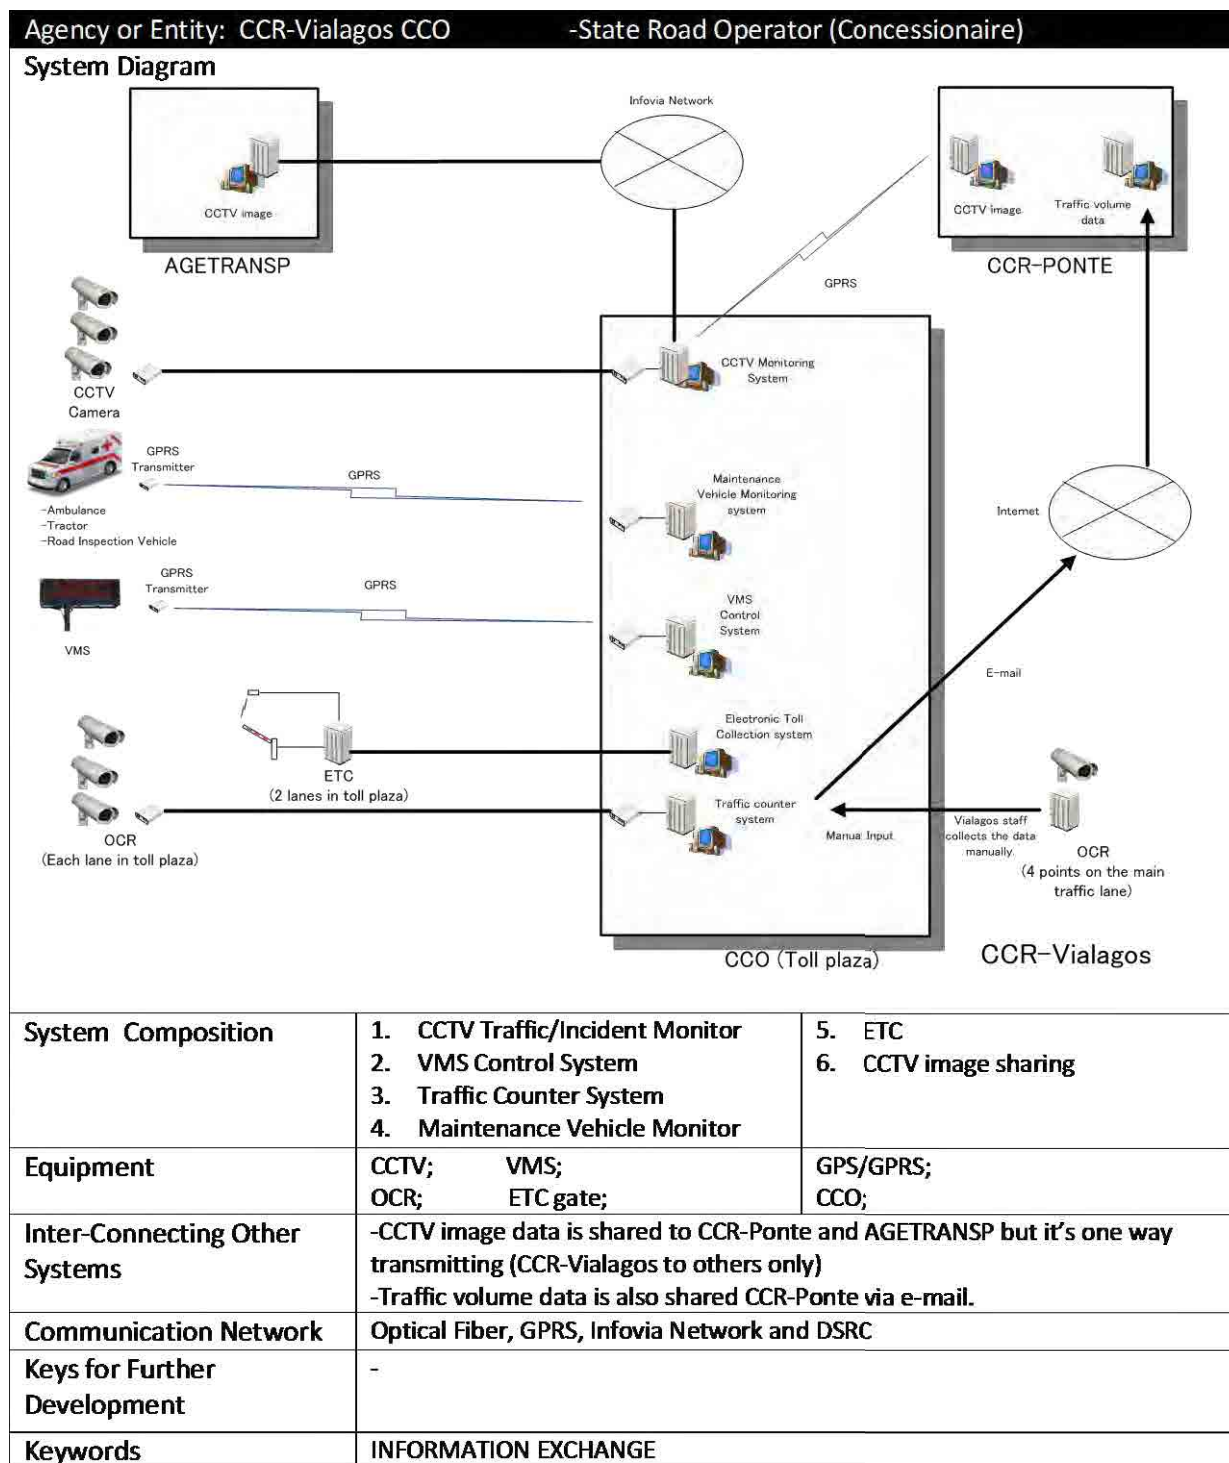 Agency or Entity: CCR-Vialagos CCO -State Road Operator (Concessionaire)
System Diagram
Infovia Network
CCTV image
AGETRANSP
CCTV image
Traffic volume
data
CCR-PONTE
GPRS
CCTV
Camera
CCTV Monitoring
System
GPRS
Transmitter
GPRS
-Ambulance
-Tractor
-Road Inspection Vehicle
Maintenance
Vehicle Monitoring
system
Internet
GPRS
Transmitter
GPRS
VMS
VMS
Control
System
E-mail
ETC
(2 lanes in toll plaza)
Electronic Toll
Collection system
OCR
(Each lane in toll plaza)
Traffic counter
system
Manua Input
Vialagos staff
collects the data
manually.
OCR
(4 points on the main
traffic lane)
CCO (Toll plaza)
CCR-Vialagos
System Composition
1. CCTV Traffic/Incident Monitor
2. VMS Control System
3. Traffic Counter System
4. Maintenance Vehicle Monitor
5. ETC
6. CCTV image sharing
Equipment
CCTV; VMS;
OCR; ETC gate;
GPS/GPRS;
CCO;
Inter-Connecting Other
Systems
-CCTV image data is shared to CCR-Ponte and AGETRANSP but it's one way
transmitting (CCR-Vialagos to others only)
-Traffic volume data is also shared CCR-Ponte via e-mail.
Communication Network
Optical Fiber, GPRS, Infovia Network and DSRC
Keys for Further
Development
-
Keywords
INFORMATION EXCHANGE